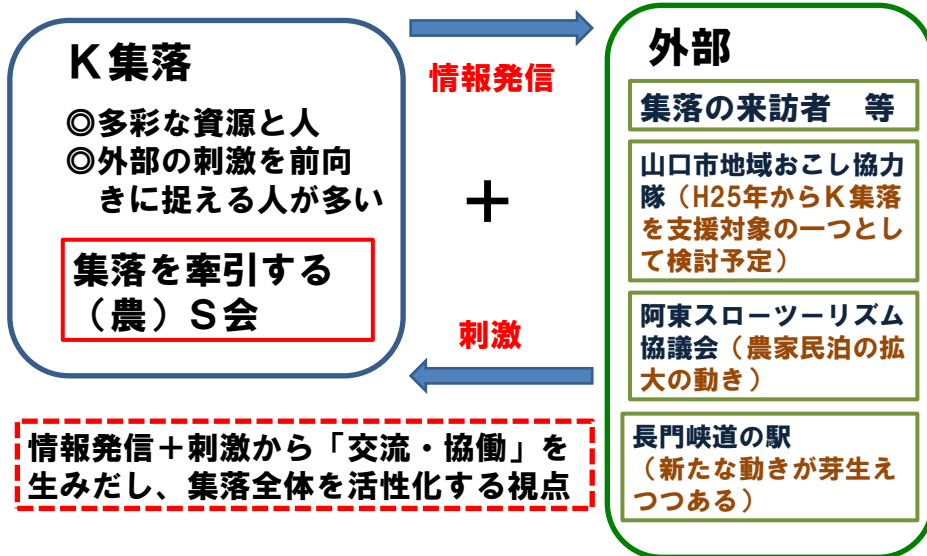 K集落
◎多彩な資源と人
◎外部の刺激を前向
きに捉える人が多い
集落を牽引する
（農）S会
情報発信
＋
刺激
外部
集落の来訪者　等
山口市地域おこし協力
隊（H25年からK集落
を支援対象の一つとし
て検討予定）
阿東スローツーリズム
協議会（農家民泊の拡
大の動き）
長門峡道の駅
（新たな動きが芽生え
つつある）
情報発信＋刺激から「交流・協働」を
生みだし、集落全体を活性化する視点